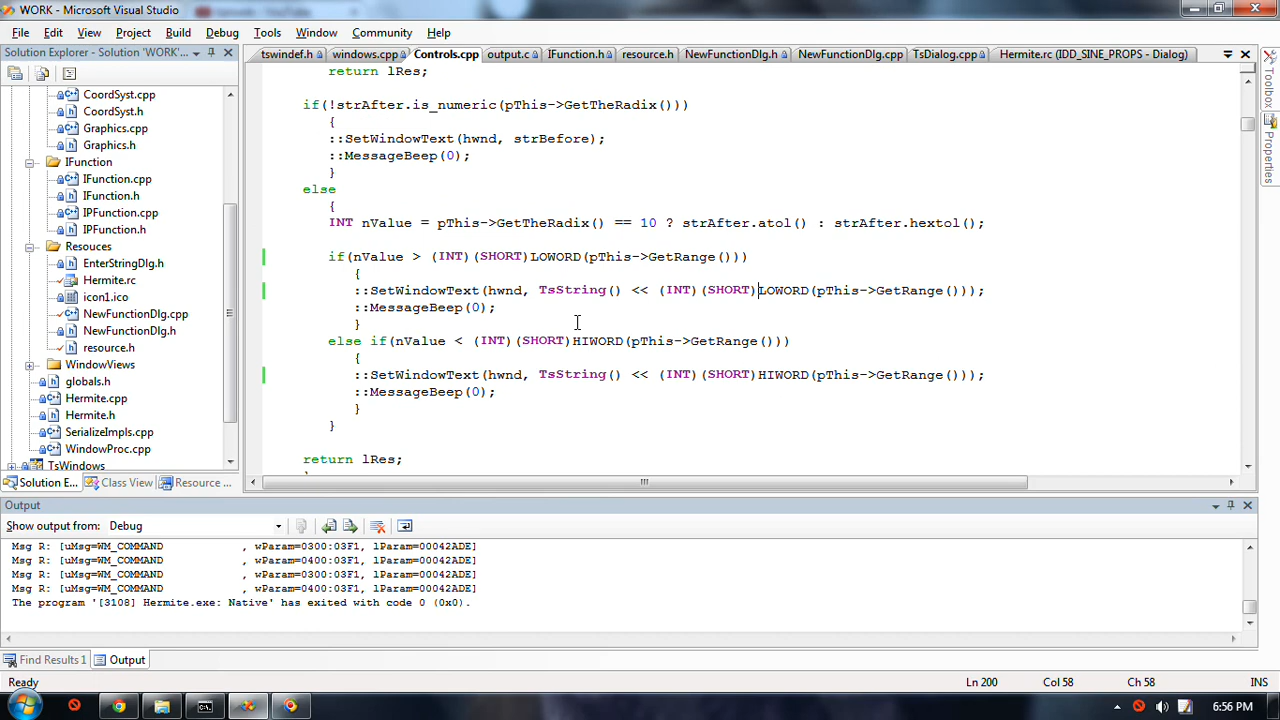 WORK - Microsoft Visual Studio
File Edit View Project Build Debug Tools Window Community Help
Solution Explorer - Solution 'WORK'...
tswindef.h windows.cpp Controls.cpp output.c IFunction.h resource.h NewFunctionDlg.h NewFunctionDlg.cpp TsDialog.cpp Hermite.rc (IDD_SINE_PROPS - Dialog)
CoordSyst.cpp
CoordSyst.h
Graphics.cpp
Graphics.h
IFunction
IFunction.cpp
IFunction.h
IPFunction.cpp
IPFunction.h
Resouces
EnterStringDlg.h
Hermite.rc
icon1.ico
NewFunctionDlg.cpp
NewFunctionDlg.h
resource.h
WindowViews
globals.h
Hermite.cpp
Hermite.h
SerializeImpls.cpp
WindowProc.cpp
TsWindows
Solution E... Class View Resource ...
return lRes;
if(!strAfter.is_numeric(pThis->GetTheRadix()))
{
::SetWindowText(hwnd, strBefore);
::MessageBeep(0);
}
else
{
INT nValue = pThis->GetTheRadix() == 10 ? strAfter.atol() : strAfter.hextol();
if(nValue > (INT)(SHORT)LOWORD(pThis->GetRange()))
{
::SetWindowText(hwnd, TsString() << (INT)(SHORT)LOWORD(pThis->GetRange()));
::MessageBeep(0);
}
else if(nValue < (INT)(SHORT)HIWORD(pThis->GetRange()))
{
::SetWindowText(hwnd, TsString() << (INT)(SHORT)HIWORD(pThis->GetRange()));
::MessageBeep(0);
}
}
return lRes;
Toolbox
Properties
Output
Show output from: Debug
Msg R: [uMsg=WM_COMMAND , wParam=0300:03F1, lParam=00042ADE]
Msg R: [uMsg=WM_COMMAND , wParam=0400:03F1, lParam=00042ADE]
Msg R: [uMsg=WM_COMMAND , wParam=0300:03F1, lParam=00042ADE]
Msg R: [uMsg=WM_COMMAND , wParam=0400:03F1, lParam=00042ADE]
The program '[3108] Hermite.exe: Native' has exited with code 0 (0x0).
Find Results 1 Output
Ready Ln 200 Col 58 Ch 58 INS
6:56 PM